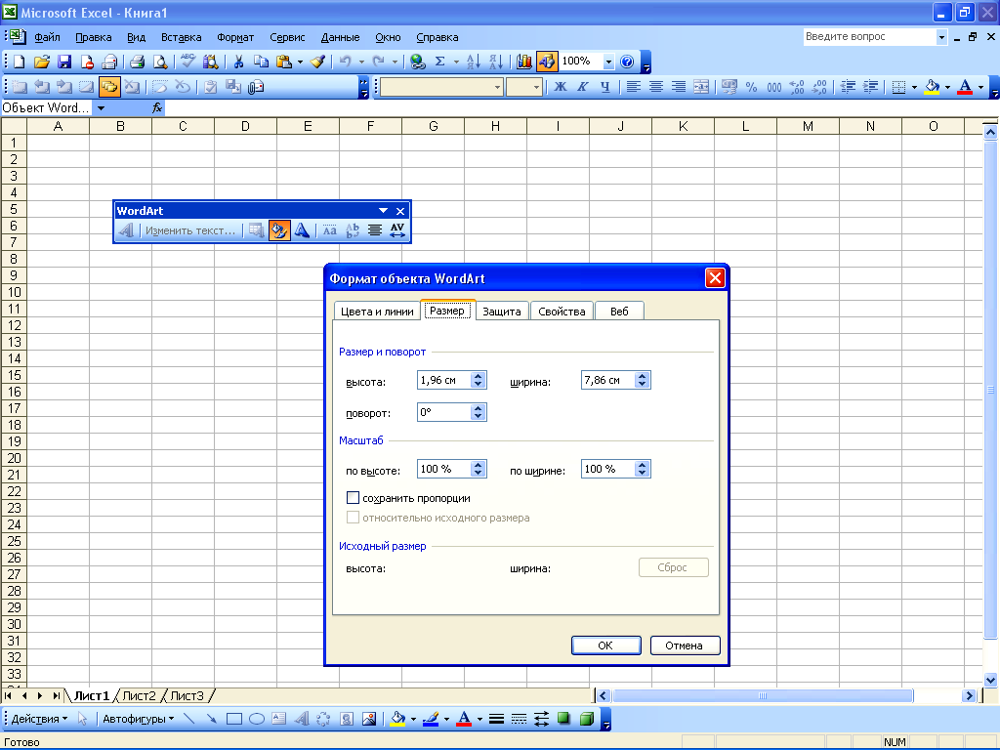 Microsoft Excel - Книга1
Файл Правка Вид Вставка Формат Сервис Данные Окно Справка Введите вопрос
100%
Ж К Ч % 000
Объект Word... fx
A B C D E F G H I J K L M N O
1
2
3
4
5
6
7
8
9
10
11
12
13
14
15
16
17
18
19
20
21
22
23
24
25
26
27
28
29
30
31
32
33
WordArt
Изменить текст...
Формат объекта WordArt
Цвета и линии Размер Защита Свойства Веб
Размер и поворот
высота: 1,96 см ширина: 7,86 см
поворот: 0°
Масштаб
по высоте: 100 % по ширине: 100 %
сохранить пропорции
относительно исходного размера
Исходный размер
высота: ширина: Сброс
ОК Отмена
Лист1 Лист2 Лист3
Действия Автофигуры
Готово NUM